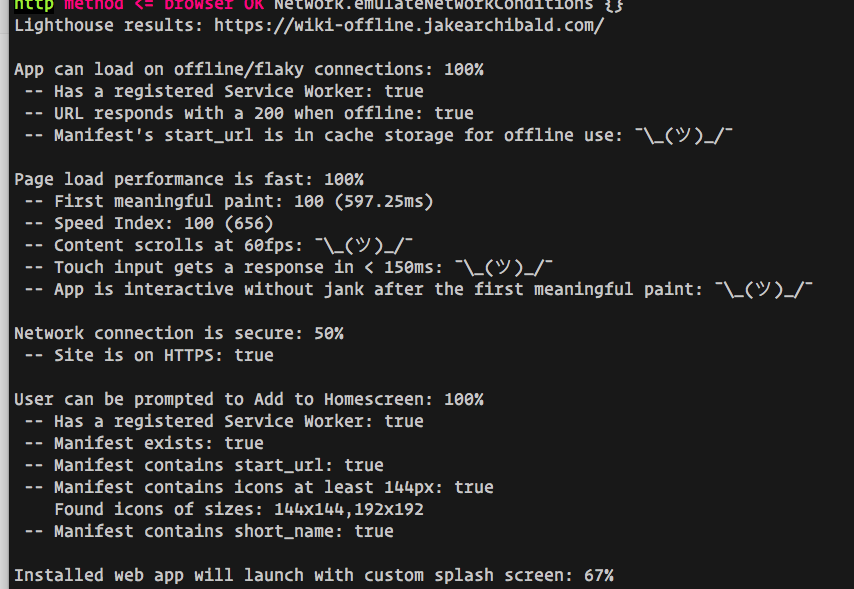 http method <= browser OK Network.emulateNetworkConditions {}
Lighthouse results: https://wiki-offline.jakearchibald.com/
App can load on offline/flaky connections: 100%
-- Has a registered Service Worker: true
-- URL responds with a 200 when offline: true
-- Manifest's start_url is in cache storage for offline use: ¯\_(ツ)_/¯
Page load performance is fast: 100%
-- First meaningful paint: 100 (597.25ms)
-- Speed Index: 100 (656)
-- Content scrolls at 60fps: ¯\_(ツ)_/¯
-- Touch input gets a response in < 150ms: ¯\_(ツ)_/¯
-- App is interactive without jank after the first meaningful paint: ¯\_(ツ)_/¯
Network connection is secure: 50%
-- Site is on HTTPS: true
User can be prompted to Add to Homescreen: 100%
-- Has a registered Service Worker: true
-- Manifest exists: true
-- Manifest contains start_url: true
-- Manifest contains icons at least 144px: true
Found icons of sizes: 144x144,192x192
-- Manifest contains short_name: true
Installed web app will launch with custom splash screen: 67%